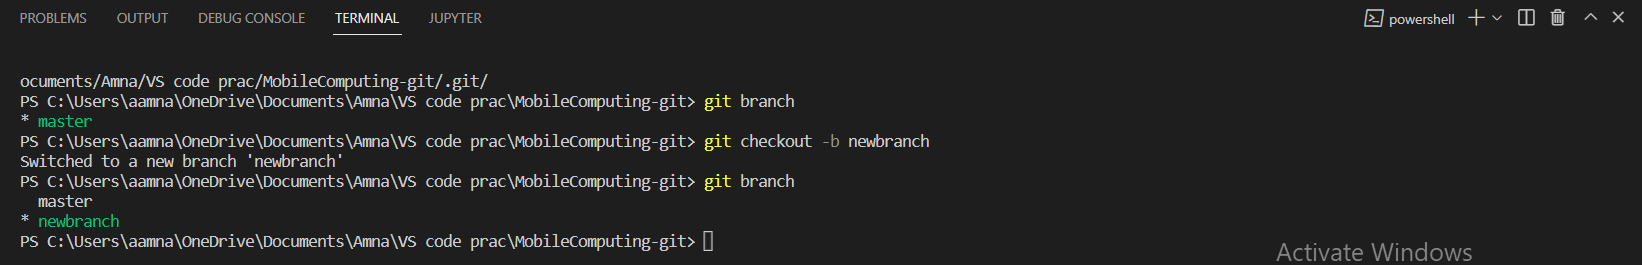 PROBLEMS OUTPUT DEBUG CONSOLE TERMINAL JUPYTER powershell
ocuments/Amna/VS code prac/MobileComputing-git/.git/
PS C:\Users\aamna\OneDrive\Documents\Amna\VS code prac\MobileComputing-git> git branch
* master
PS C:\Users\aamna\OneDrive\Documents\Amna\VS code prac\MobileComputing-git> git checkout -b newbranch
Switched to a new branch 'newbranch'
PS C:\Users\aamna\OneDrive\Documents\Amna\VS code prac\MobileComputing-git> git branch
  master
* newbranch
PS C:\Users\aamna\OneDrive\Documents\Amna\VS code prac\MobileComputing-git>
Activate Windows